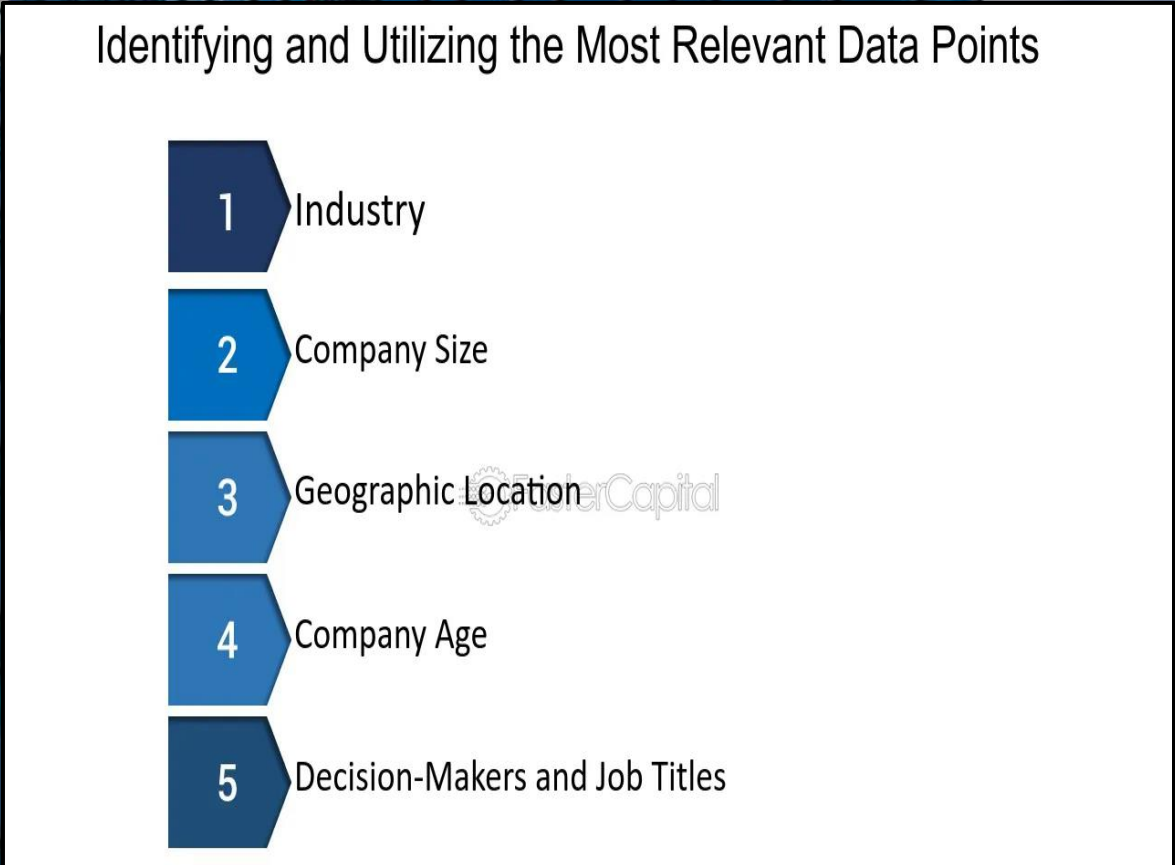 Identifying and Utilizing the Most Relevant Data Points
1 Industry
2 Company Size
3 Geographic Location
FasterCapital
4 Company Age
5 Decision-Makers and Job Titles